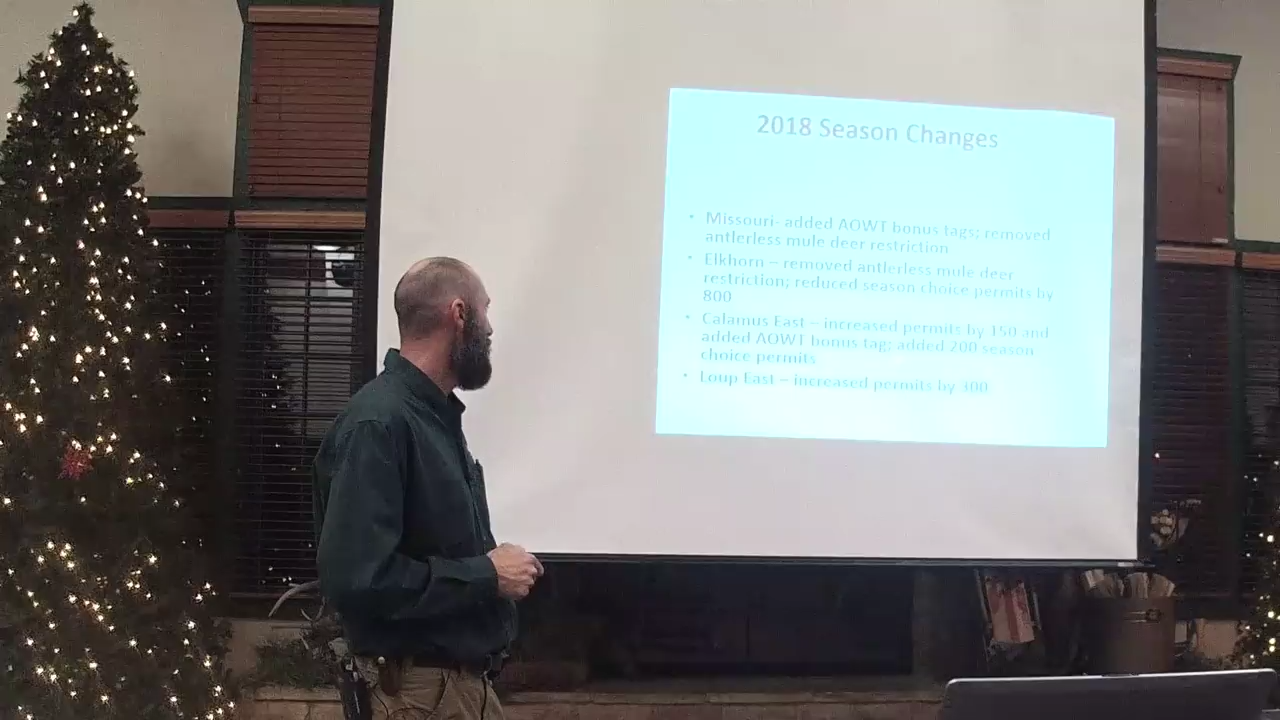 2018 Season Changes
• Missouri- added AOWT bonus tags; removed
antlerless mule deer restriction
• Elkhorn – removed antlerless mule deer
restriction; reduced season choice permits by
800
• Calamus East – increased permits by 150 and
added AOWT bonus tag; added 200 season
choice permits
• Loup East – increased permits by 300